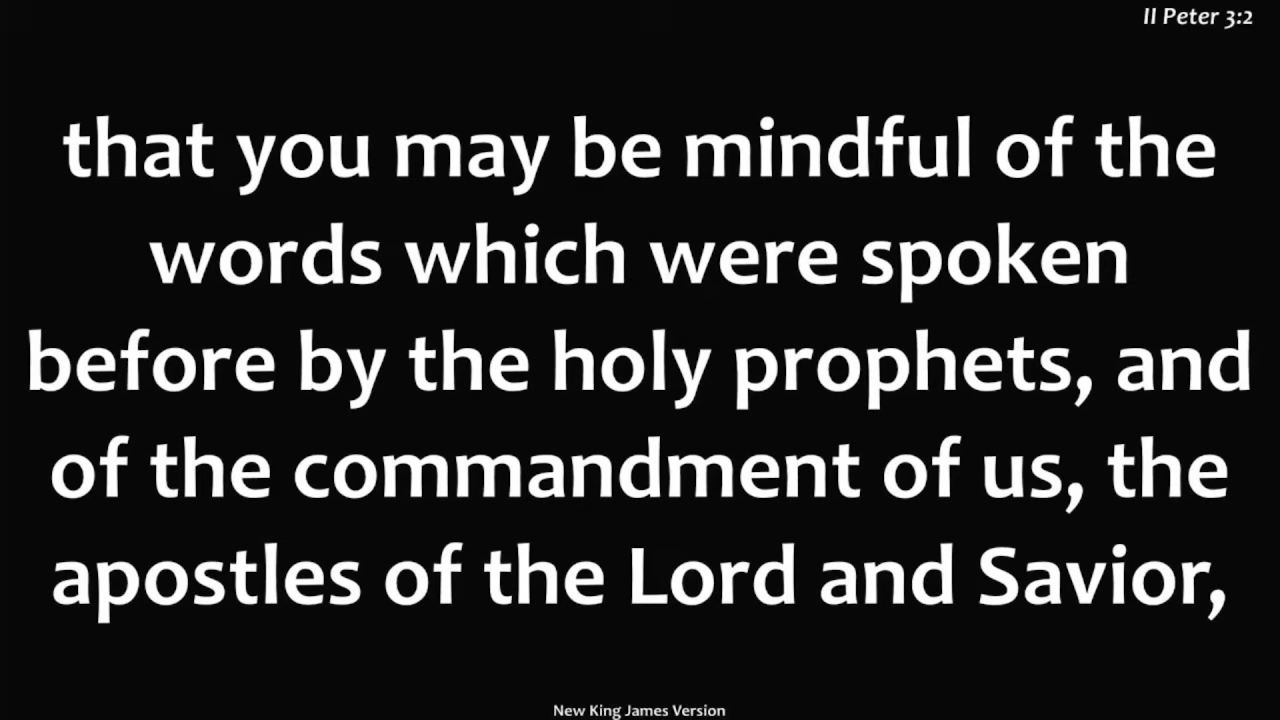 II Peter 3:2
that you may be mindful of the
words which were spoken
before by the holy prophets, and
of the commandment of us, the
apostles of the Lord and Savior,
New King James Version